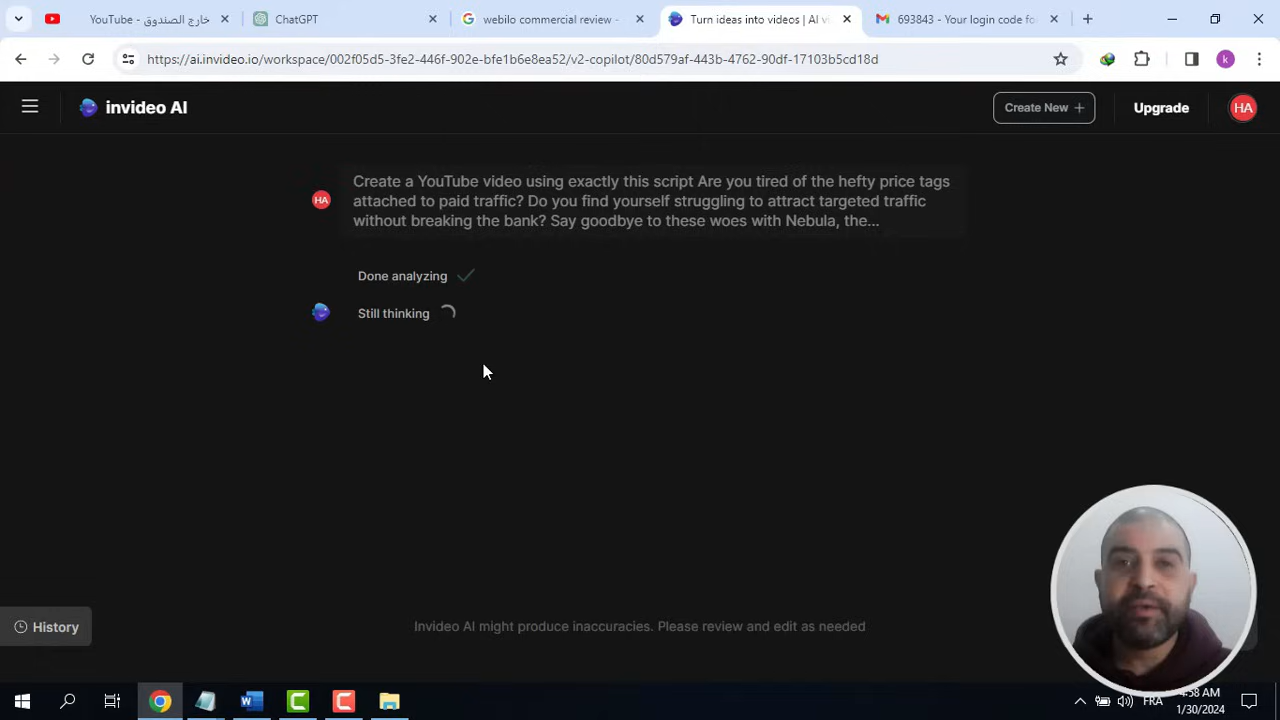 YouTube - خارج الصندوق
ChatGPT
webilo commercial review -
Turn ideas into videos | AI vi
693843 - Your login code fo
https://ai.invideo.io/workspace/002f05d5-3fe2-446f-902e-bfe1b6e8ea52/v2-copilot/80d579af-443b-4762-90df-17103b5cd18d
k
invideo AI
Create New +
Upgrade
HA
HA
Create a YouTube video using exactly this script Are you tired of the hefty price tags
attached to paid traffic? Do you find yourself struggling to attract targeted traffic
without breaking the bank? Say goodbye to these woes with Nebula, the...
Done analyzing
Still thinking
History
Invideo AI might produce inaccuracies. Please review and edit as needed
FRA
4:58 AM
1/30/2024